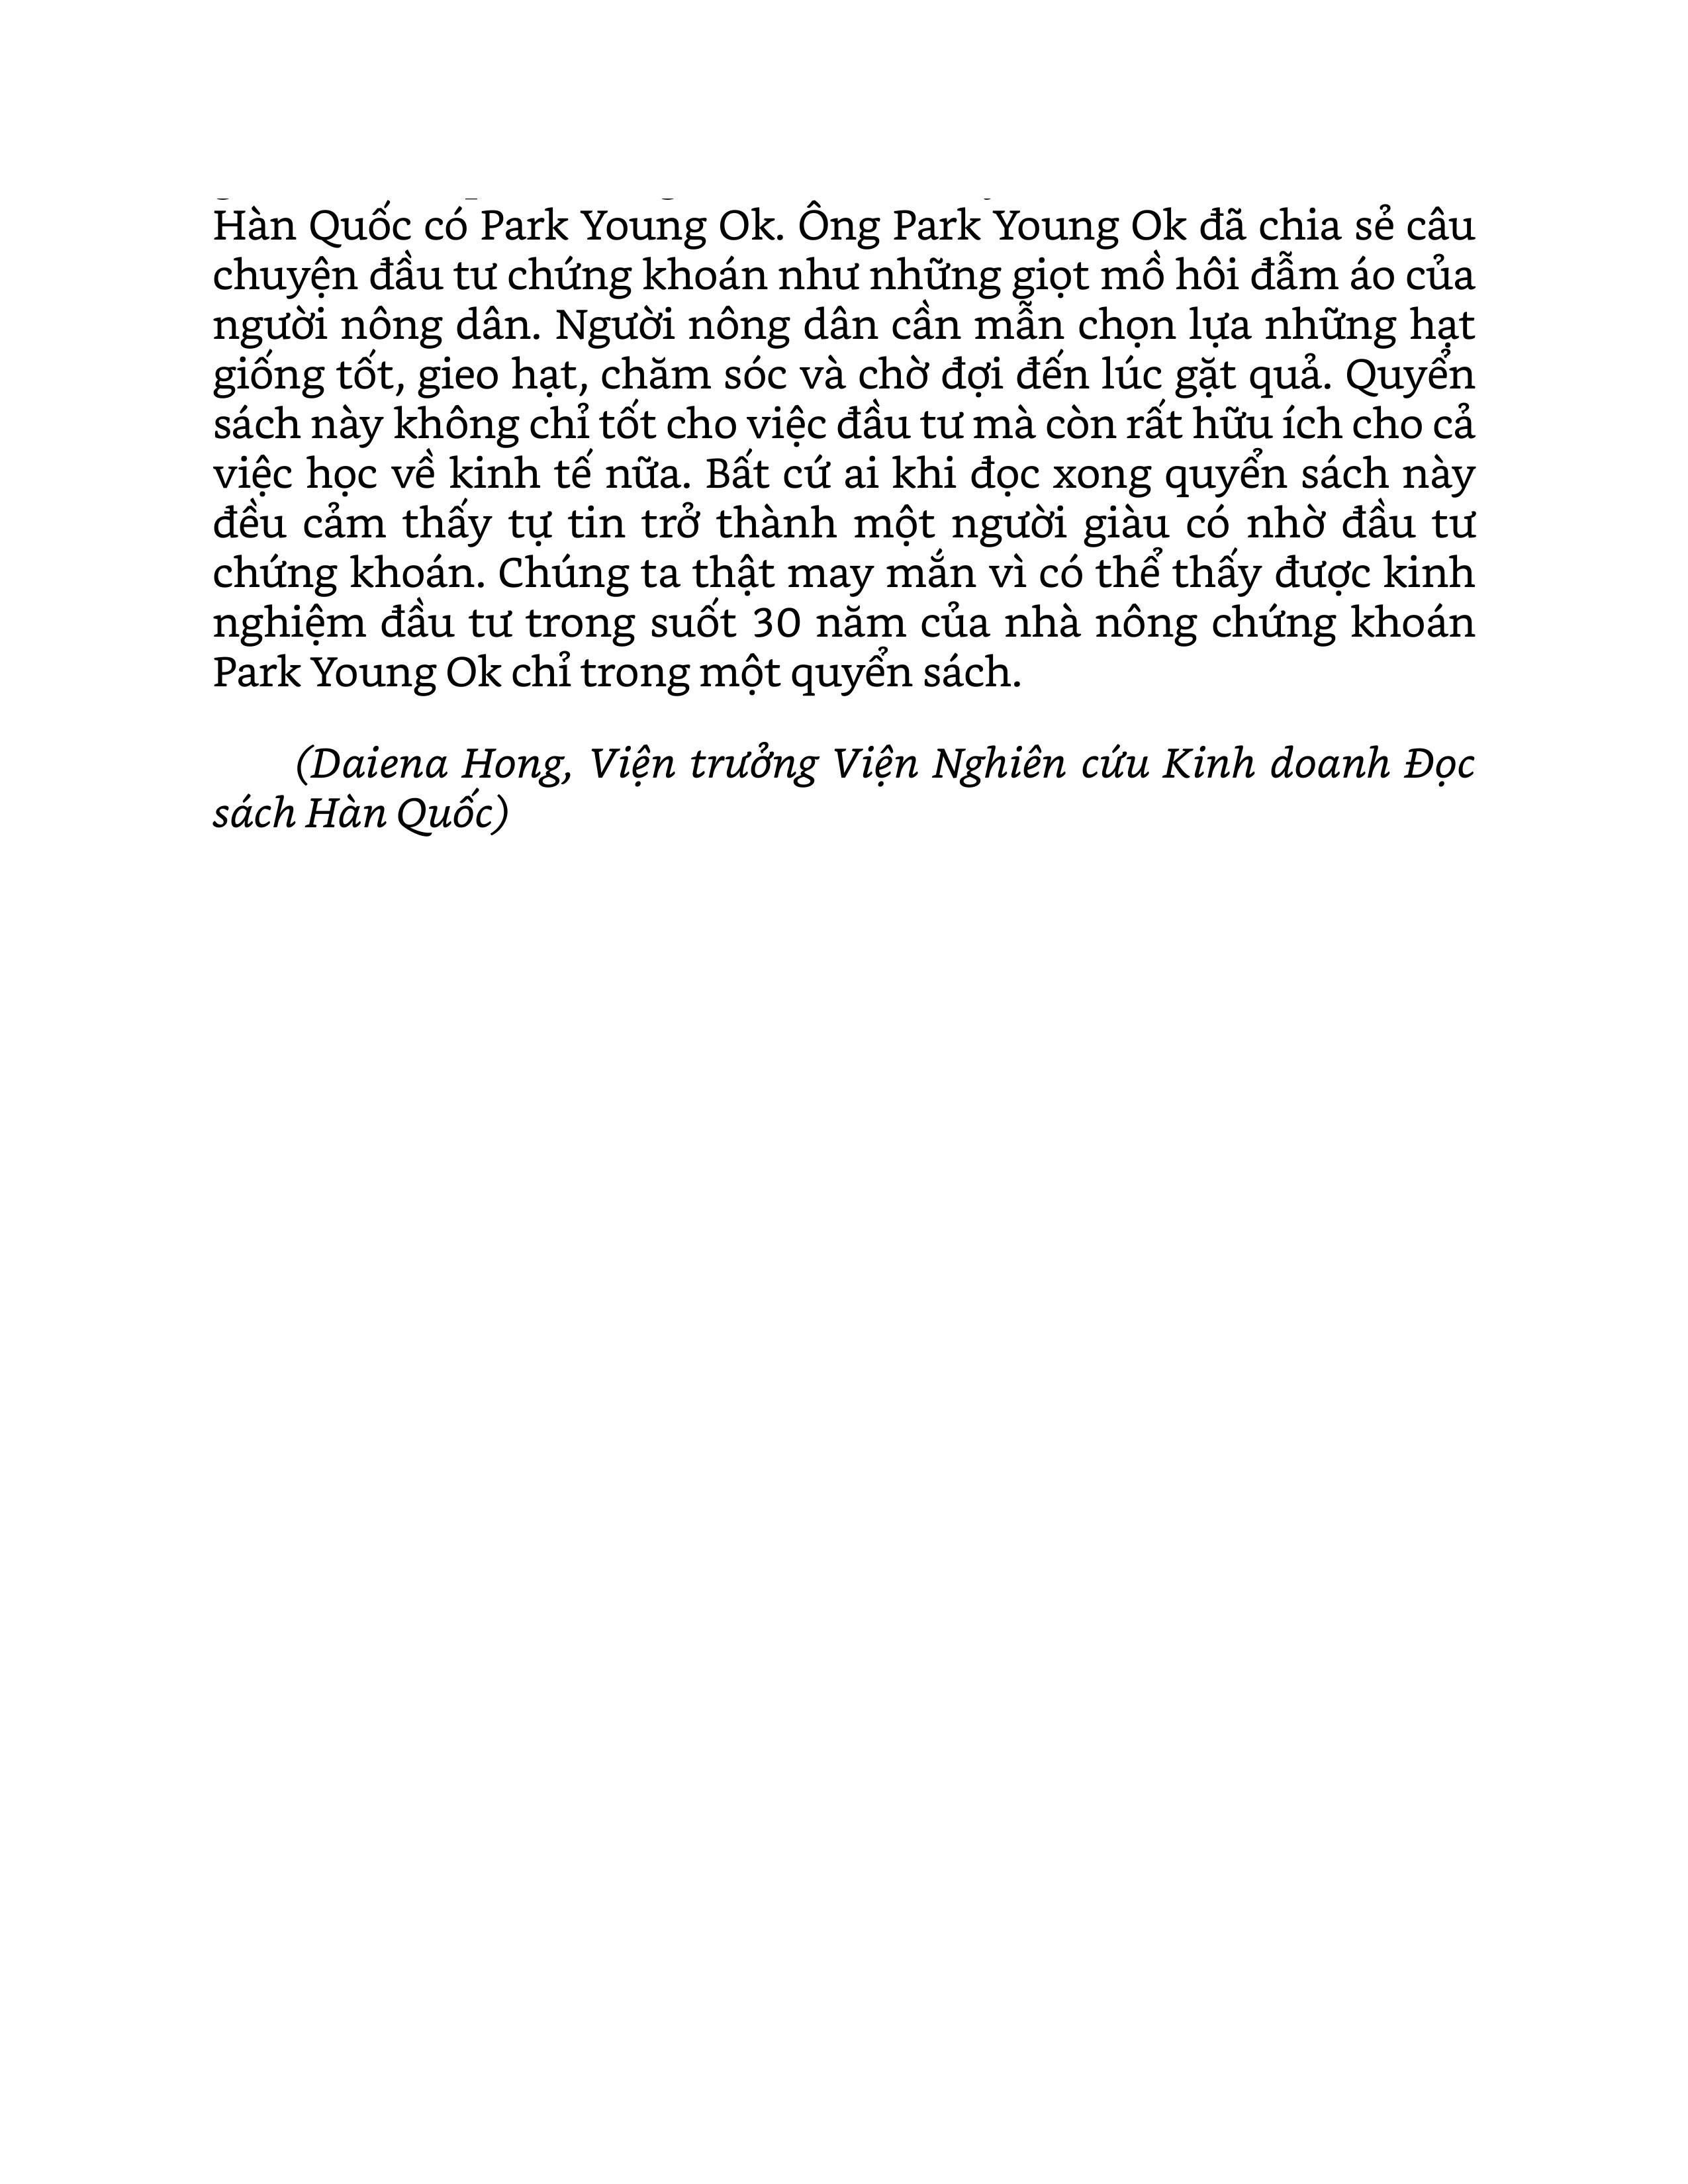 Hàn Quốc có Park Young Ok. Ông Park Young Ok đã chia sẻ câu
chuyện đầu tư chứng khoán như những giọt mồ hôi đẫm áo của
người nông dân. Người nông dân cần mẫn chọn lựa những hạt
giống tốt, gieo hạt, chăm sóc và chờ đợi đến lúc gặt quả. Quyển
sách này không chỉ tốt cho việc đầu tư mà còn rất hữu ích cho cả
việc học về kinh tế nữa. Bất cứ ai khi đọc xong quyển sách này
đều cảm thấy tự tin trở thành một người giàu có nhờ đầu tư
chứng khoán. Chúng ta thật may mắn vì có thể thấy được kinh
nghiệm đầu tư trong suốt 30 năm của nhà nông chứng khoán
Park Young Ok chỉ trong một quyển sách.
(Daiena Hong, Viện trưởng Viện Nghiên cứu Kinh doanh Đọc
sách Hàn Quốc)